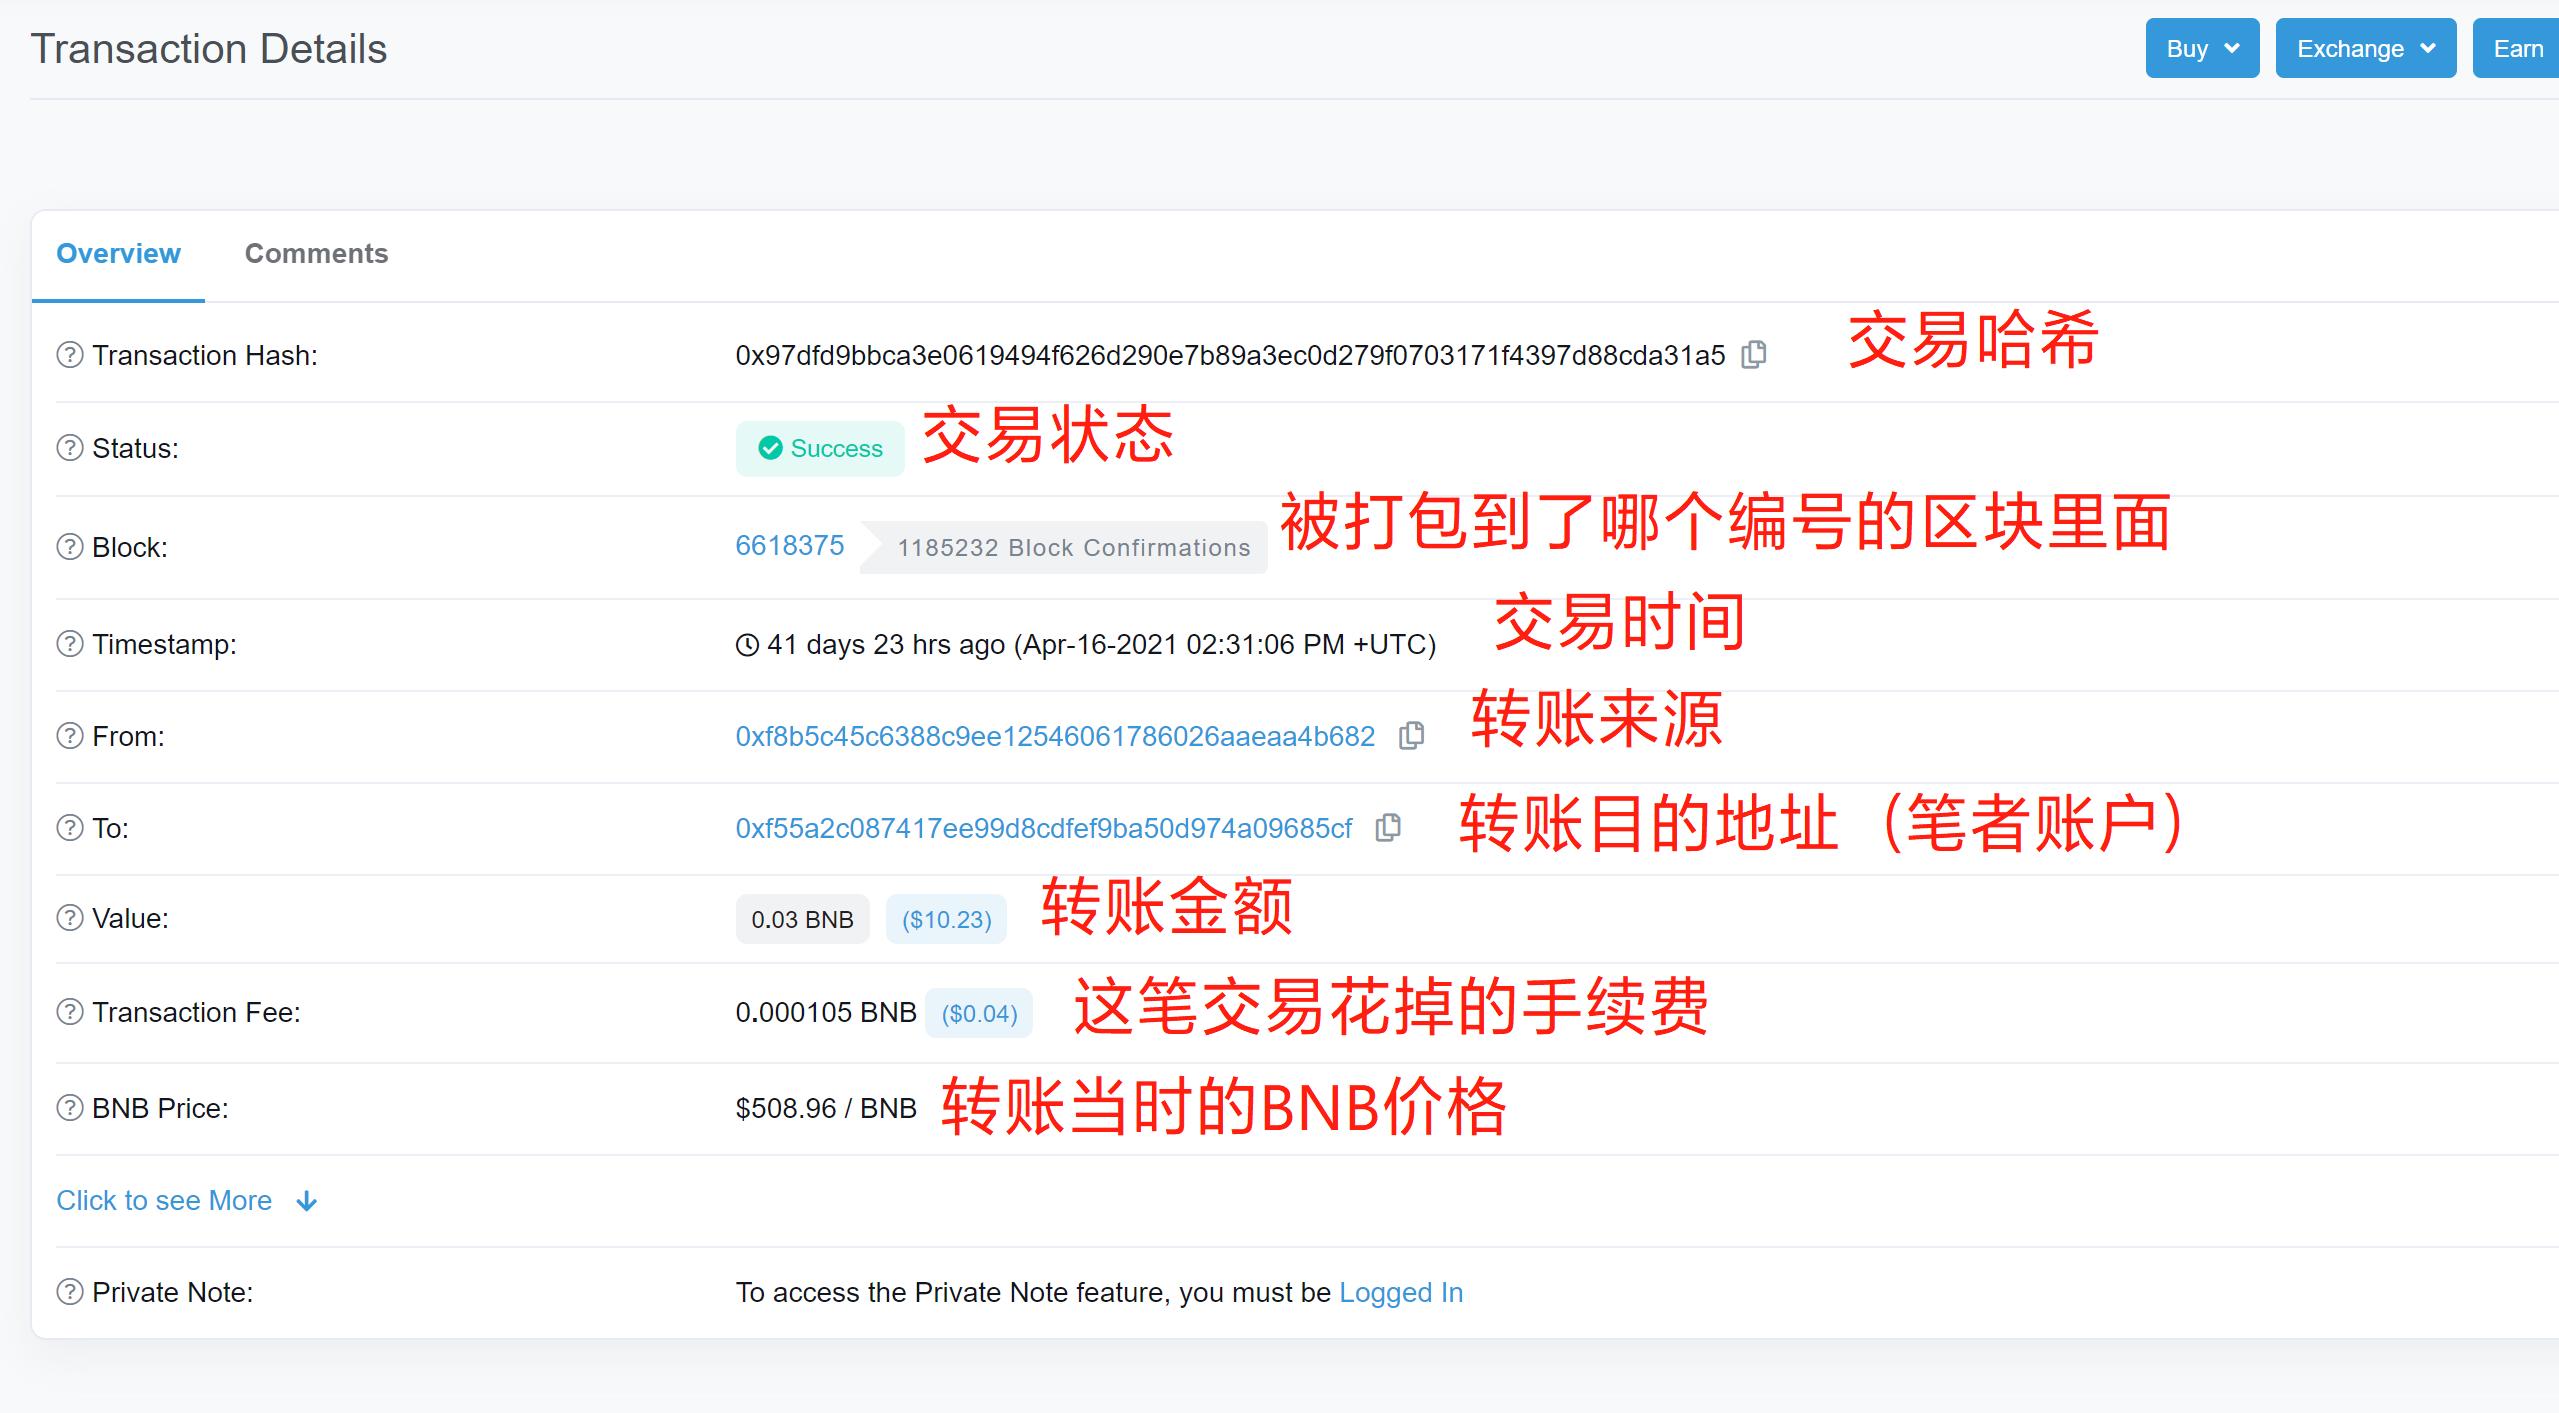 Transaction Details
Buy Exchange Earn
Overview Comments
Transaction Hash: 0x97dfd9bbca3e0619494f626d290e7b89a3ec0d279f0703171f4397d88cda31a5 交易哈希
Status: Success 交易状态
Block: 6618375 1185232 Block Confirmations 被打包到了哪个编号的区块里面
Timestamp: 41 days 23 hrs ago (Apr-16-2021 02:31:06 PM +UTC) 交易时间
From: 0xf8b5c45c6388c9ee12546061786026aaeaa4b682 转账来源
To: 0xf55a2c087417ee99d8cdfef9ba50d974a09685cf 转账目的地址（笔者账户）
Value: 0.03 BNB ($10.23) 转账金额
Transaction Fee: 0.000105 BNB ($0.04) 这笔交易花掉的手续费
BNB Price: $508.96 / BNB 转账当时的BNB价格
Click to see More
Private Note: To access the Private Note feature, you must be Logged In